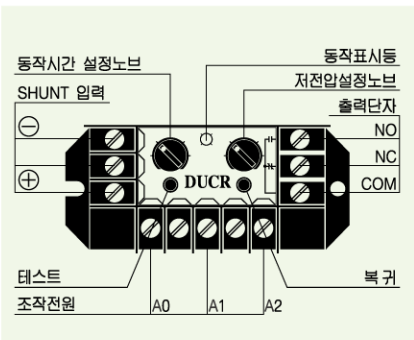 동작시간 설정노브
동작표시등
SHUNT 입력
저전압설정노브
출력단자
⊖
NO
NC
⊕
COM
DUCR
테스트
복귀
조작전원
A0
A1
A2